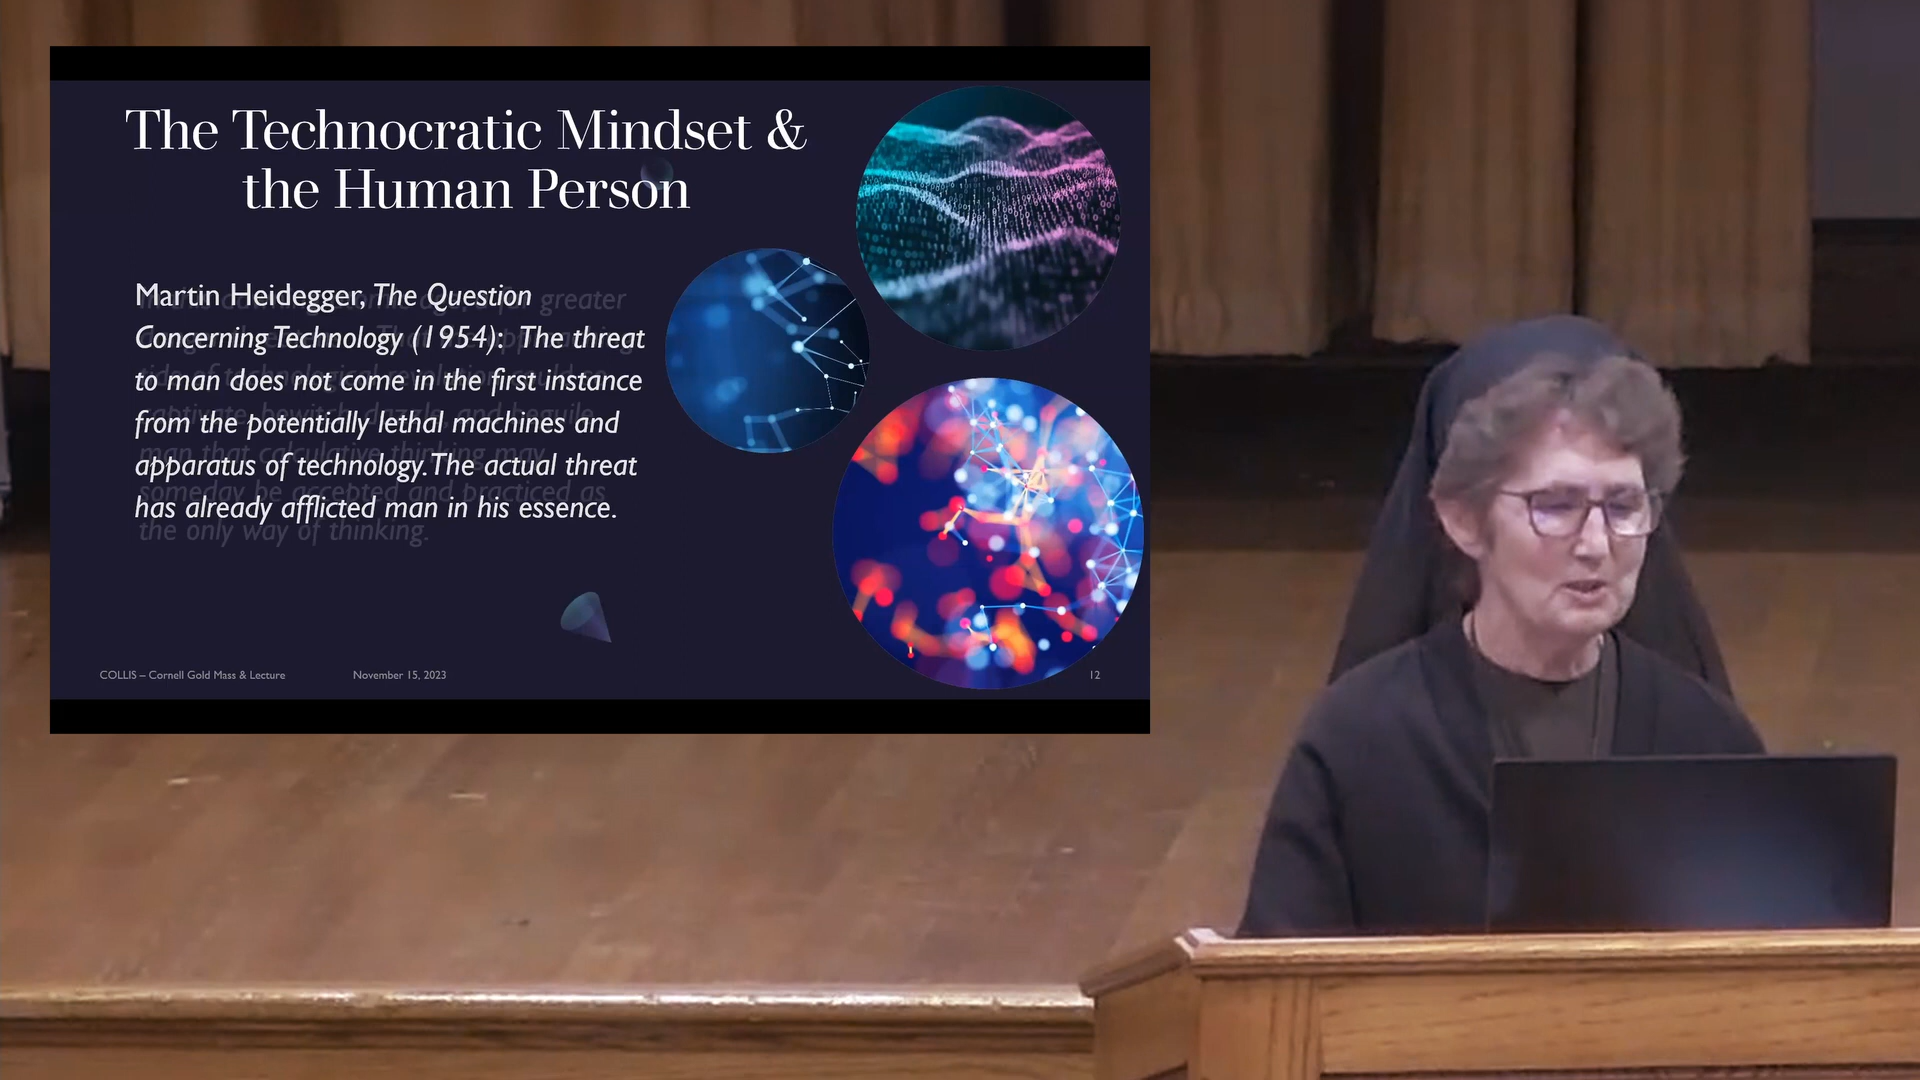 The Technocratic Mindset &
the Human Person
Martin Heidegger, The Question
Concerning Technology (1954): The threat
to man does not come in the first instance
from the potentially lethal machines and
apparatus of technology. The actual threat
has already afflicted man in his essence.
the only way of thinking.
COLLIS – Cornell Gold Mass & Lecture
November 15, 2023
12